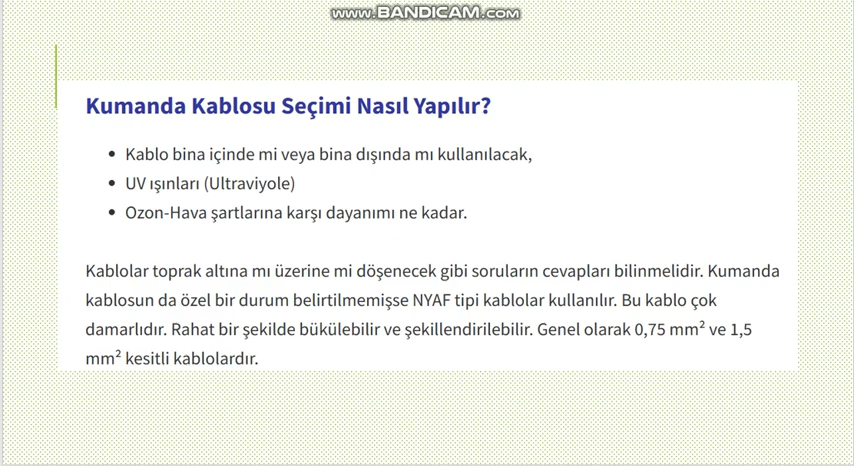 www.BANDICAM.com
Kumanda Kablosu Seçimi Nasıl Yapılır?
• Kablo bina içinde mi veya bina dışında mı kullanılacak,
• UV ışınları (Ultraviyole)
• Ozon-Hava şartlarına karşı dayanımı ne kadar.
Kablolar toprak altına mı üzerine mi döşenecek gibi soruların cevapları bilinmelidir. Kumanda
kablosun da özel bir durum belirtilmemişse NYAF tipi kablolar kullanılır. Bu kablo çok
damarlıdır. Rahat bir şekilde bükülebilir ve şekillendirilebilir. Genel olarak 0,75 mm² ve 1,5
mm² kesitli kablolardır.